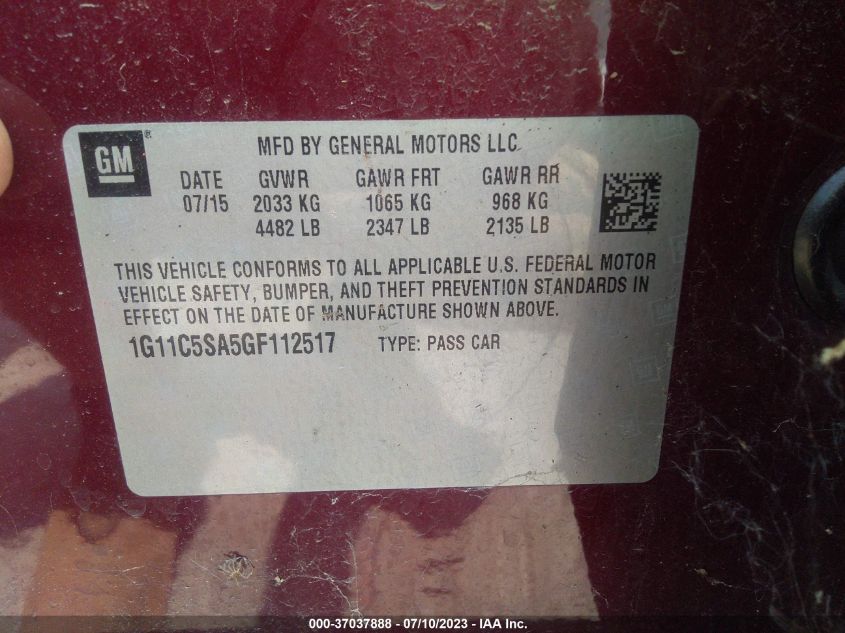 GM ®
MFD BY GENERAL MOTORS LLC
DATE GVWR GAWR FRT GAWR RR
07/15 2033 KG 1065 KG 968 KG
4482 LB 2347 LB 2135 LB
THIS VEHICLE CONFORMS TO ALL APPLICABLE U.S. FEDERAL MOTOR
VEHICLE SAFETY, BUMPER, AND THEFT PREVENTION STANDARDS IN
EFFECT ON THE DATE OF MANUFACTURE SHOWN ABOVE.
1G11C5SA5GF112517 TYPE: PASS CAR
000-37037888 - 07/10/2023 - IAA Inc.